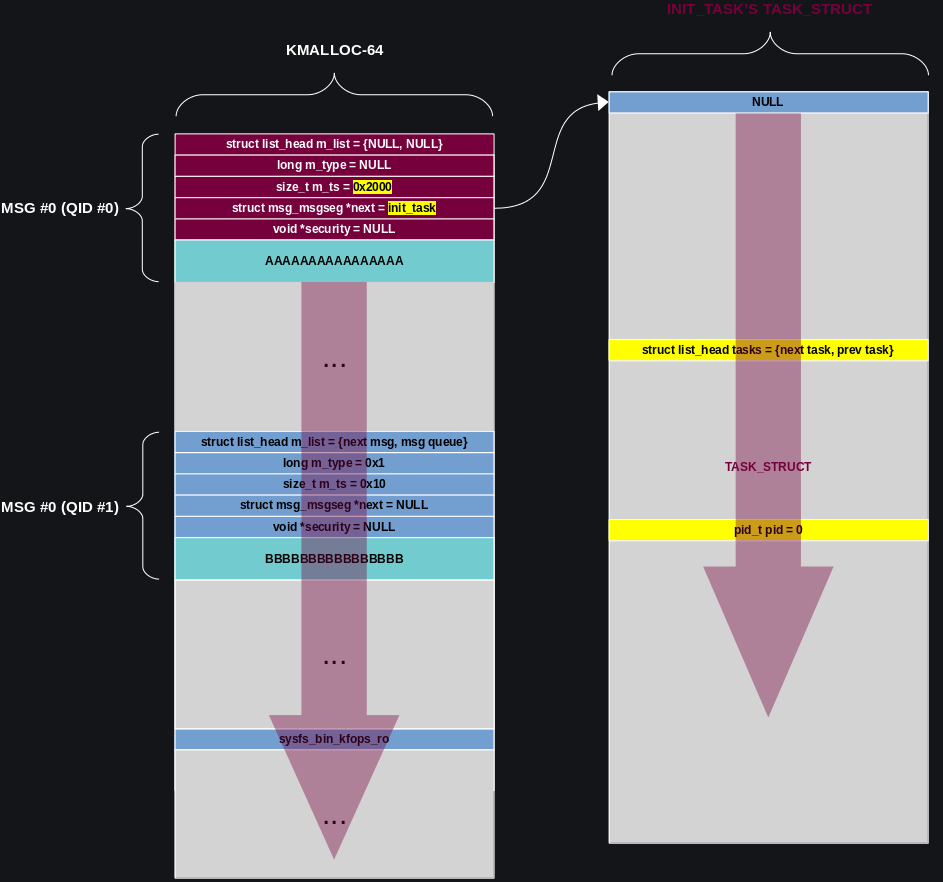 INIT_TASK'S TASK_STRUCT
KMALLOC-64
NULL
struct list_head m_list = {NULL, NULL}
long m_type = NULL
size_t m_ts = 0x2000
MSG #0 (QID #0)
struct msg_msgseg *next = init_task
void *security = NULL
AAAAAAAAAAAAAAAA
...
struct list_head tasks = {next task, prev task}
struct list_head m_list = {next msg, msg queue}
long m_type = 0x1
TASK_STRUCT
size_t m_ts = 0x10
MSG #0 (QID #1)
struct msg_msgseg *next = NULL
void *security = NULL
pid_t pid = 0
BBBBBBBBBBBBBBBB
...
sysfs_bin_kfops_ro
...